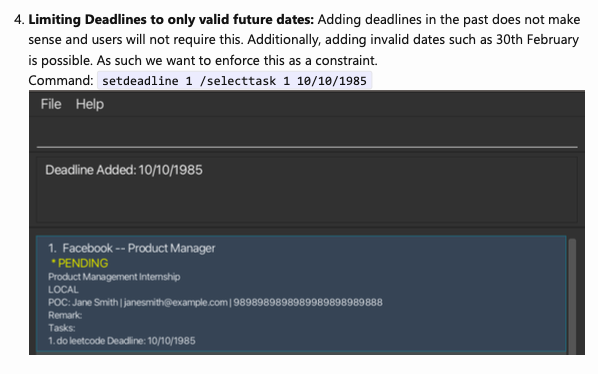 4. Limiting Deadlines to only valid future dates: Adding deadlines in the past does not make
sense and users will not require this. Additionally, adding invalid dates such as 30th February
is possible. As such we want to enforce this as a constraint.
Command: setdeadline 1 /selecttask 1 10/10/1985
File Help
Deadline Added: 10/10/1985
1. Facebook -- Product Manager
* PENDING
Product Management Internship
LOCAL
POC: Jane Smith | janesmith@example.com | 9898989898989989898989888
Remark:
Tasks:
1. do leetcode Deadline: 10/10/1985